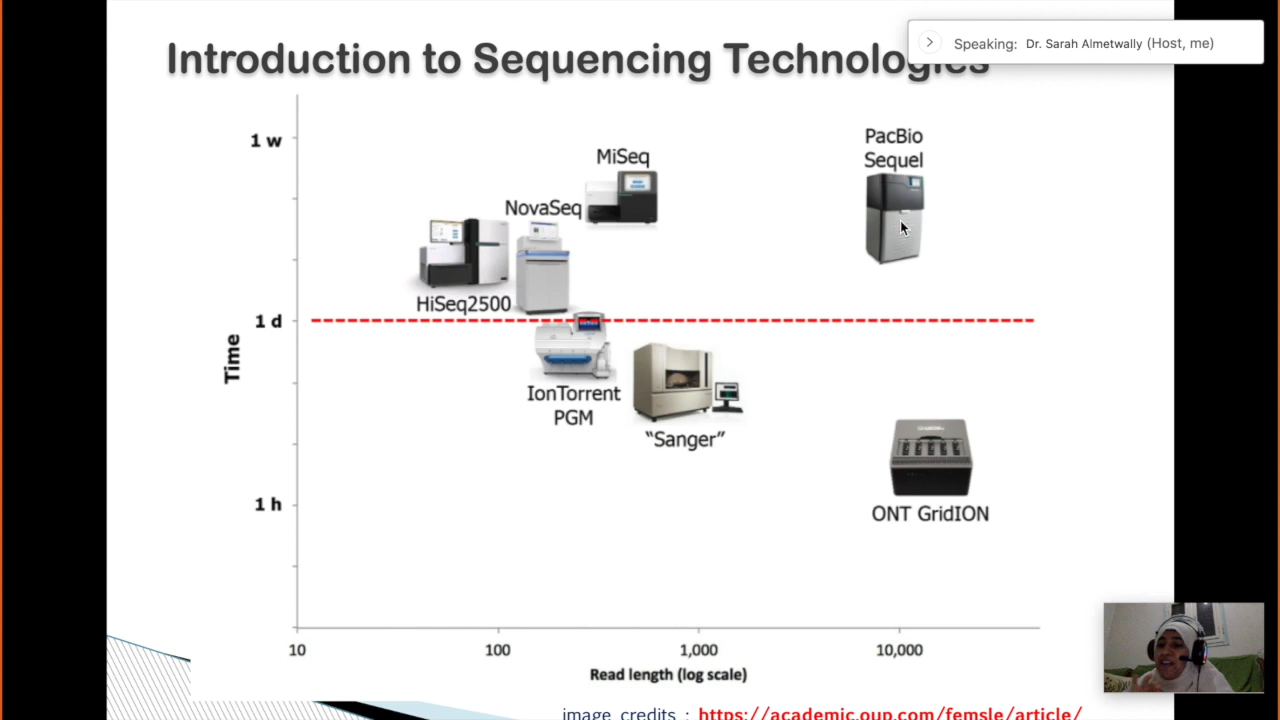 Introduction to Sequencing Technologies
Speaking: Dr. Sarah Almetwally (Host, me)
1 w
MiSeq
PacBio
Sequel
NovaSeq
HiSeq2500
1 d
Time
IonTorrent
PGM
“Sanger”
1 h
ONT GridION
10
100
1,000
10,000
Read length (log scale)
image credits : https://academic.oup.com/femsle/article/